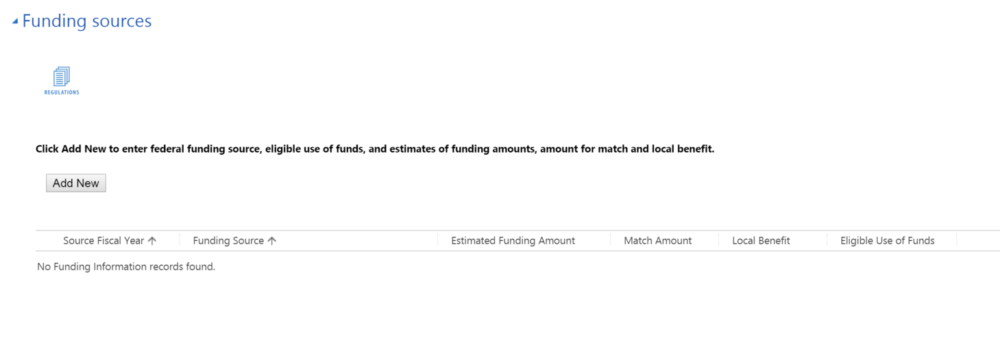 Funding sources
REGULATIONS
Click Add New to enter federal funding source, eligible use of funds, and estimates of funding amounts, amount for match and local benefit.
Add New
Source Fiscal Year ↑ Funding Source ↑ Estimated Funding Amount Match Amount Local Benefit Eligible Use of Funds
No Funding Information records found.